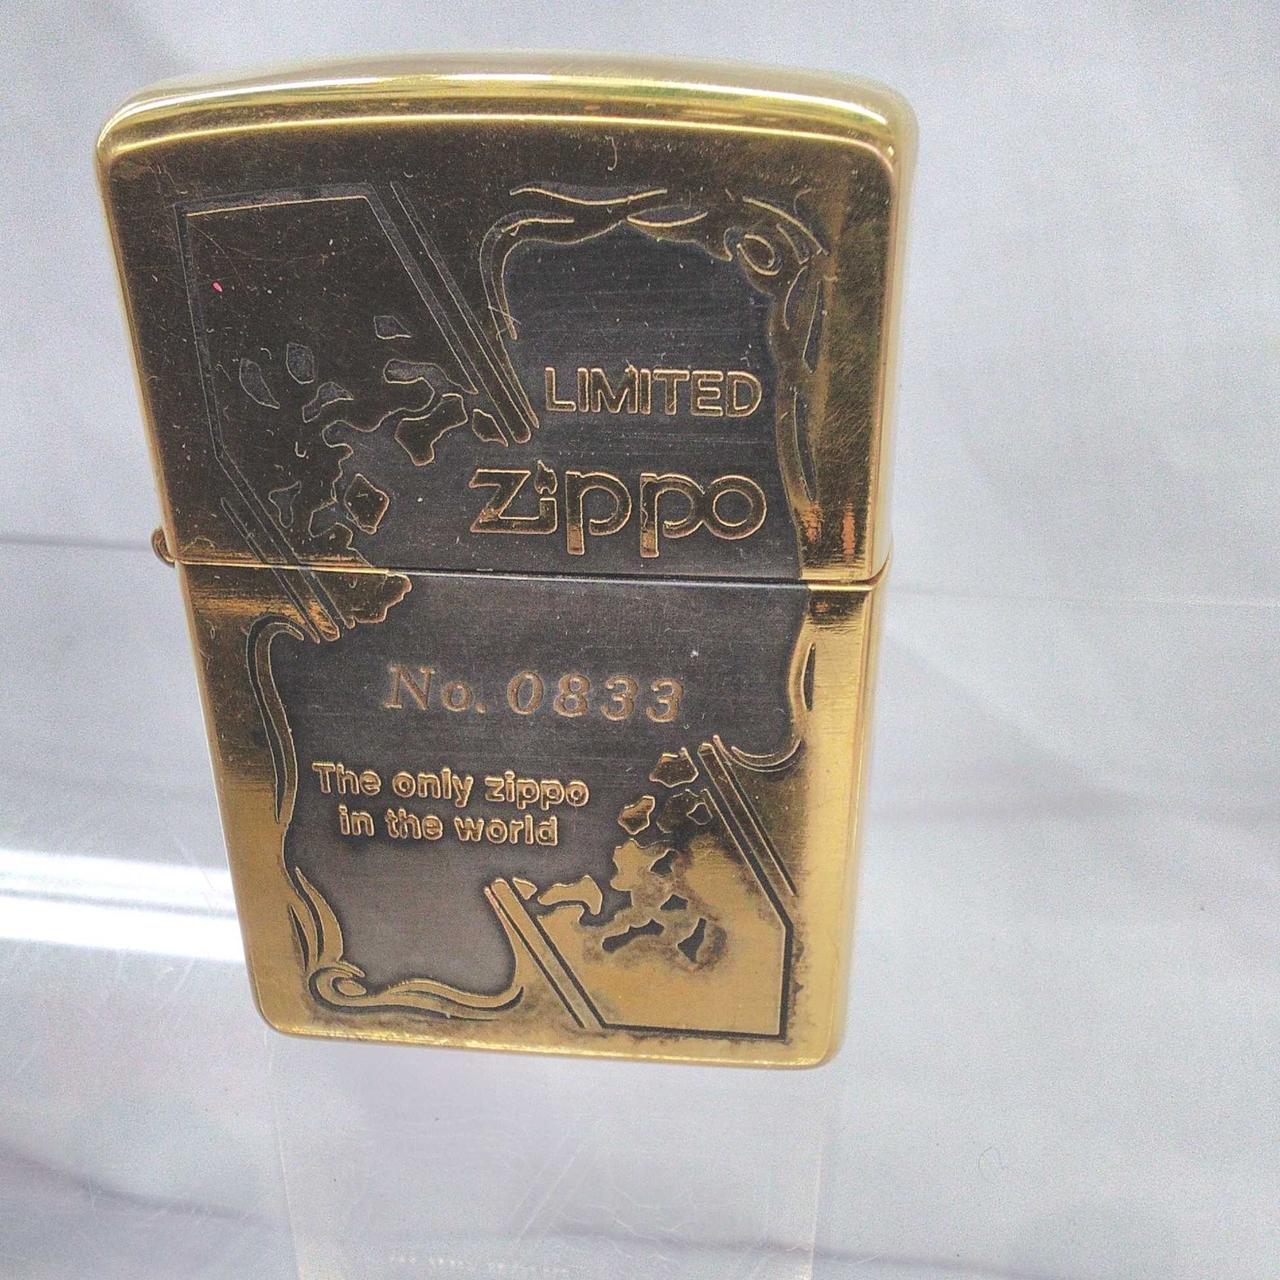 LIMITED
Zippo
No. 0833
The only zippo
in the world